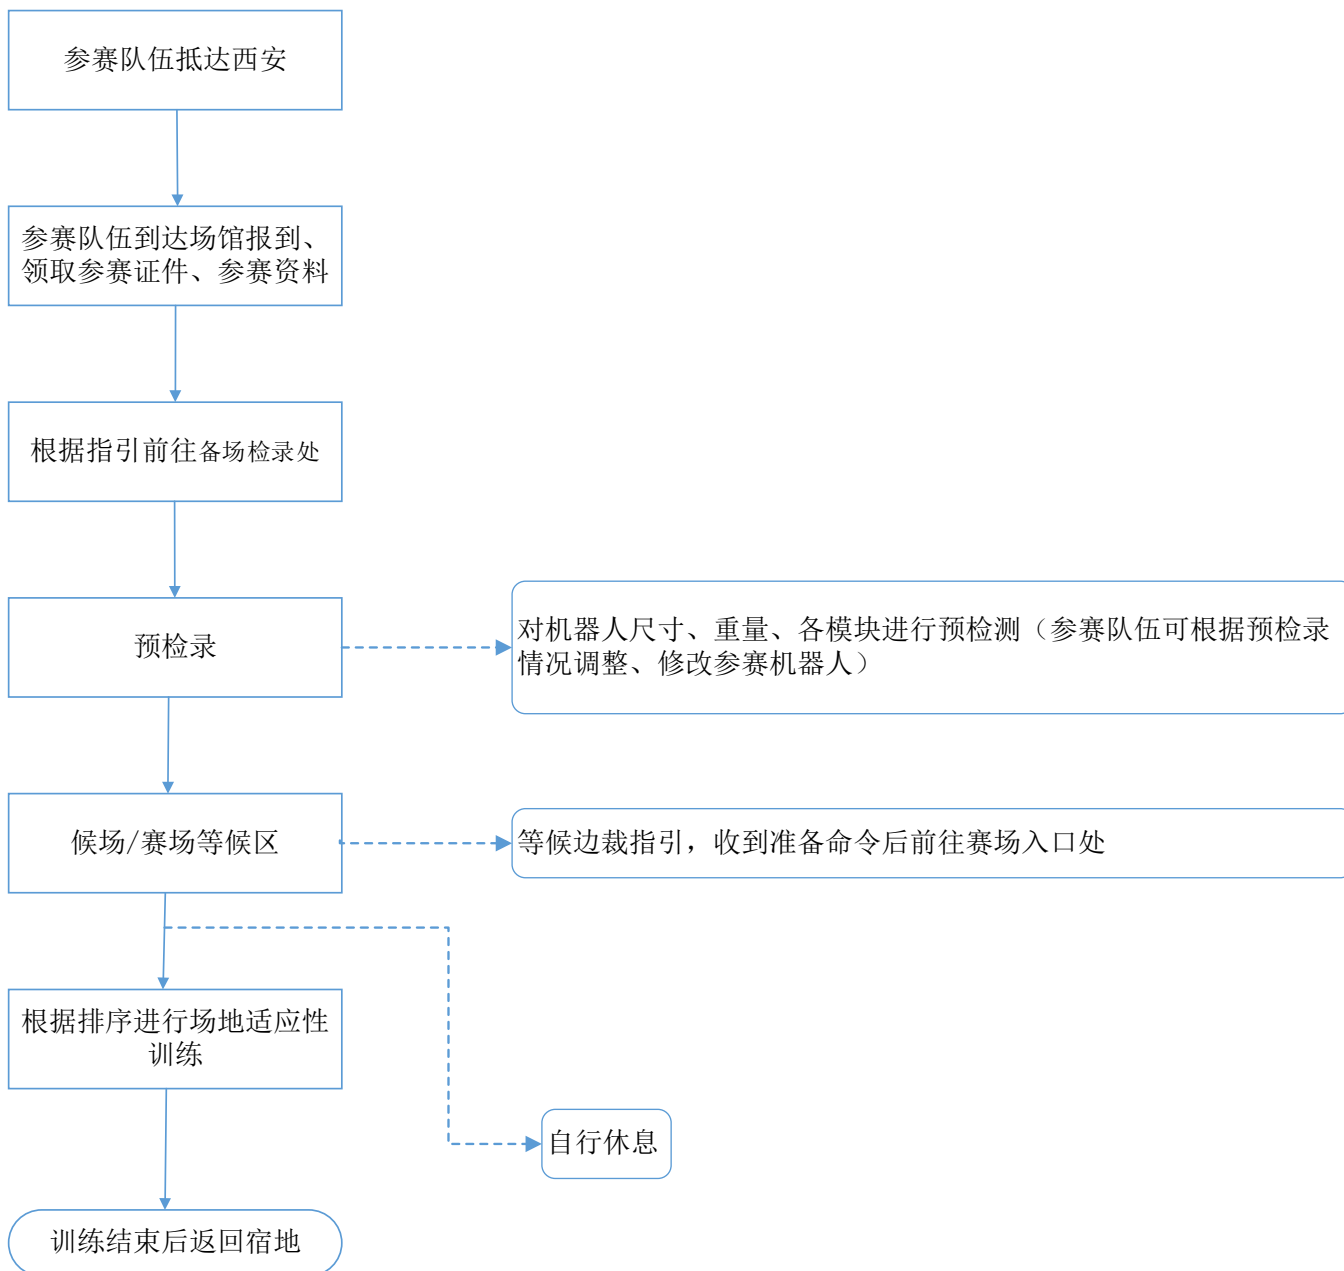 参赛队伍抵达西安
参赛队伍到达场馆报到、
领取参赛证件、参赛资料
根据指引前往备场检录处
预检录
对机器人尺寸、重量、各模块进行预检测（参赛队伍可根据预检录
情况调整、修改参赛机器人）
候场/赛场等候区
等候边裁指引，收到准备命令后前往赛场入口处
根据排序进行场地适应性
训练
自行休息
训练结束后返回宿地